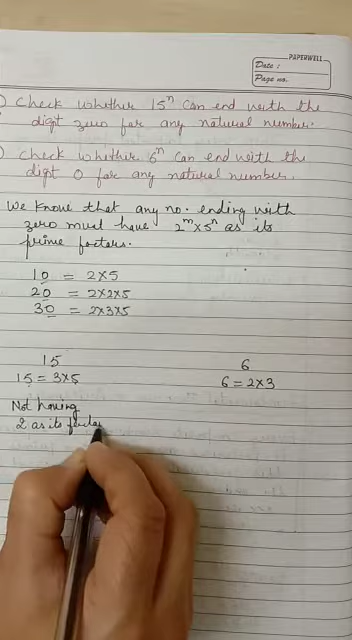 PAPERWELL
Date :
Page no.
) Check whether 15ⁿ can end with the
digit zero for any natural number.
) Check whether 6ⁿ can end with the
digit 0 for any natural number.
We know that any no. ending with
zero must have 2ᵐ × 5ⁿ as its
prime factors.
10 = 2×5
20 = 2×2×5
30 = 2×3×5
15 6
15 = 3×5 6 = 2×3
Not having
2 as its facto